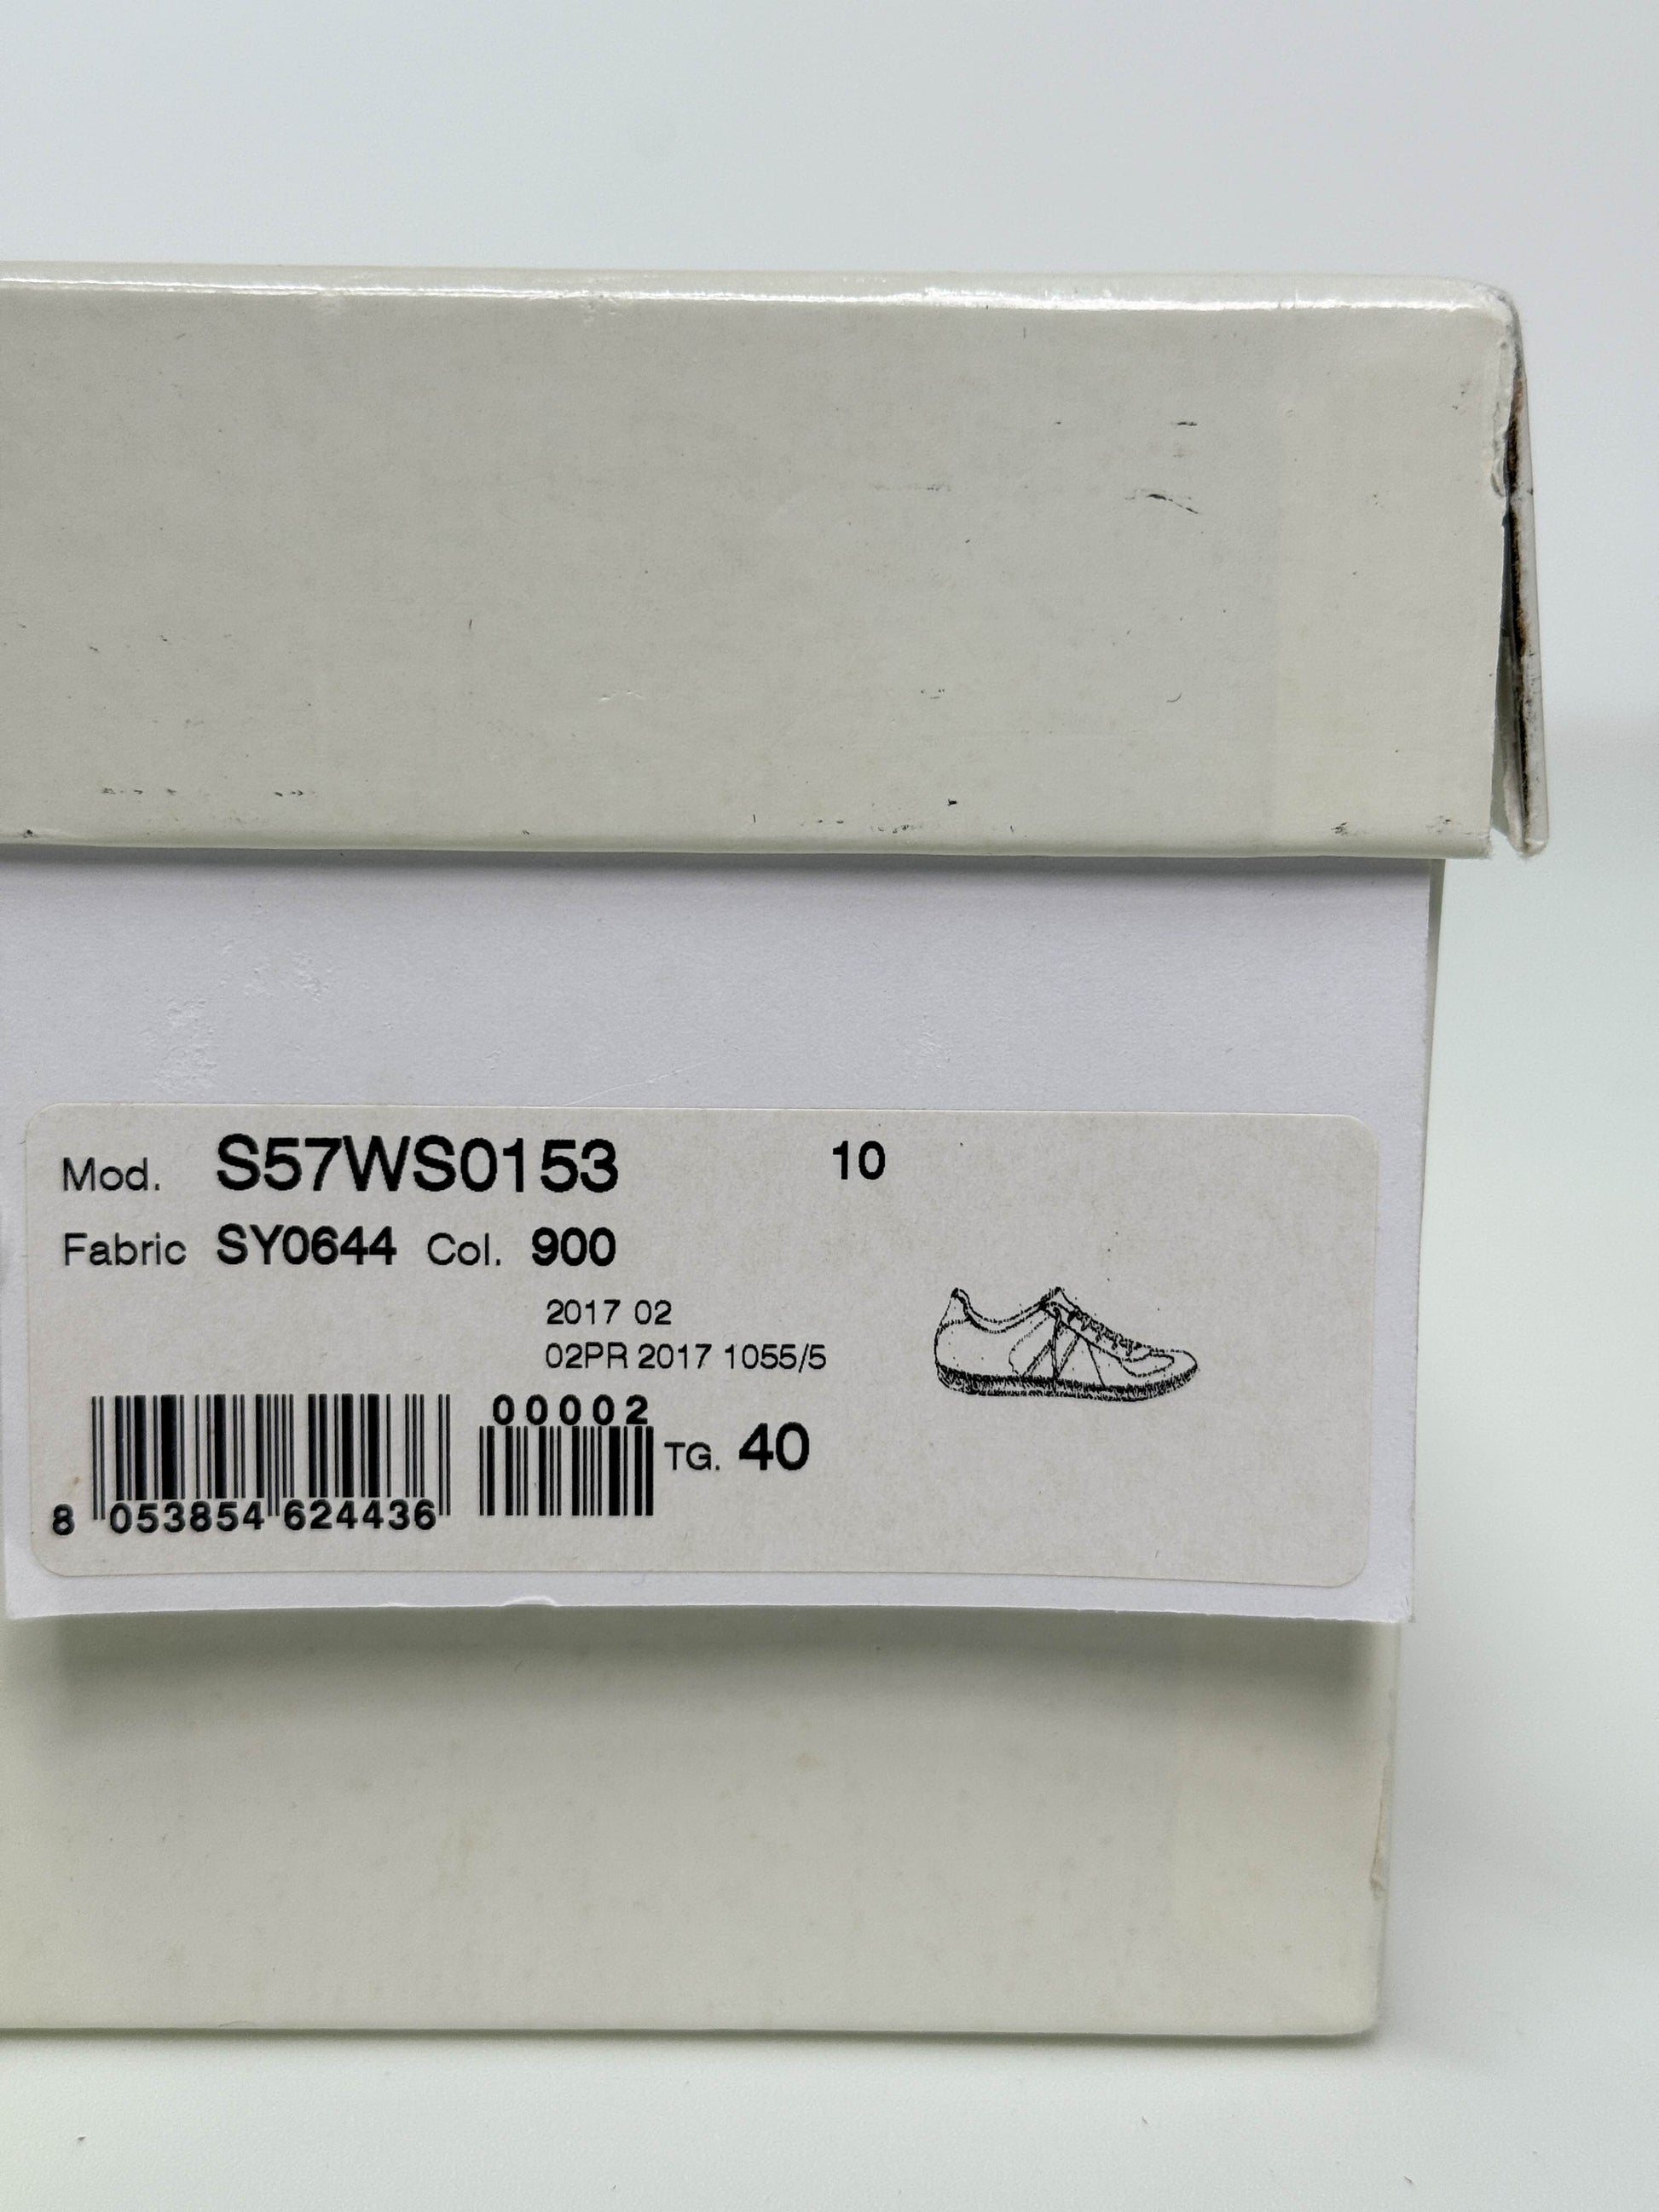 Mod. S57WS0153 10
Fabric SY0644 Col. 900
2017 02
02PR 2017 1055/5
00002
TG. 40
8 053854 624436